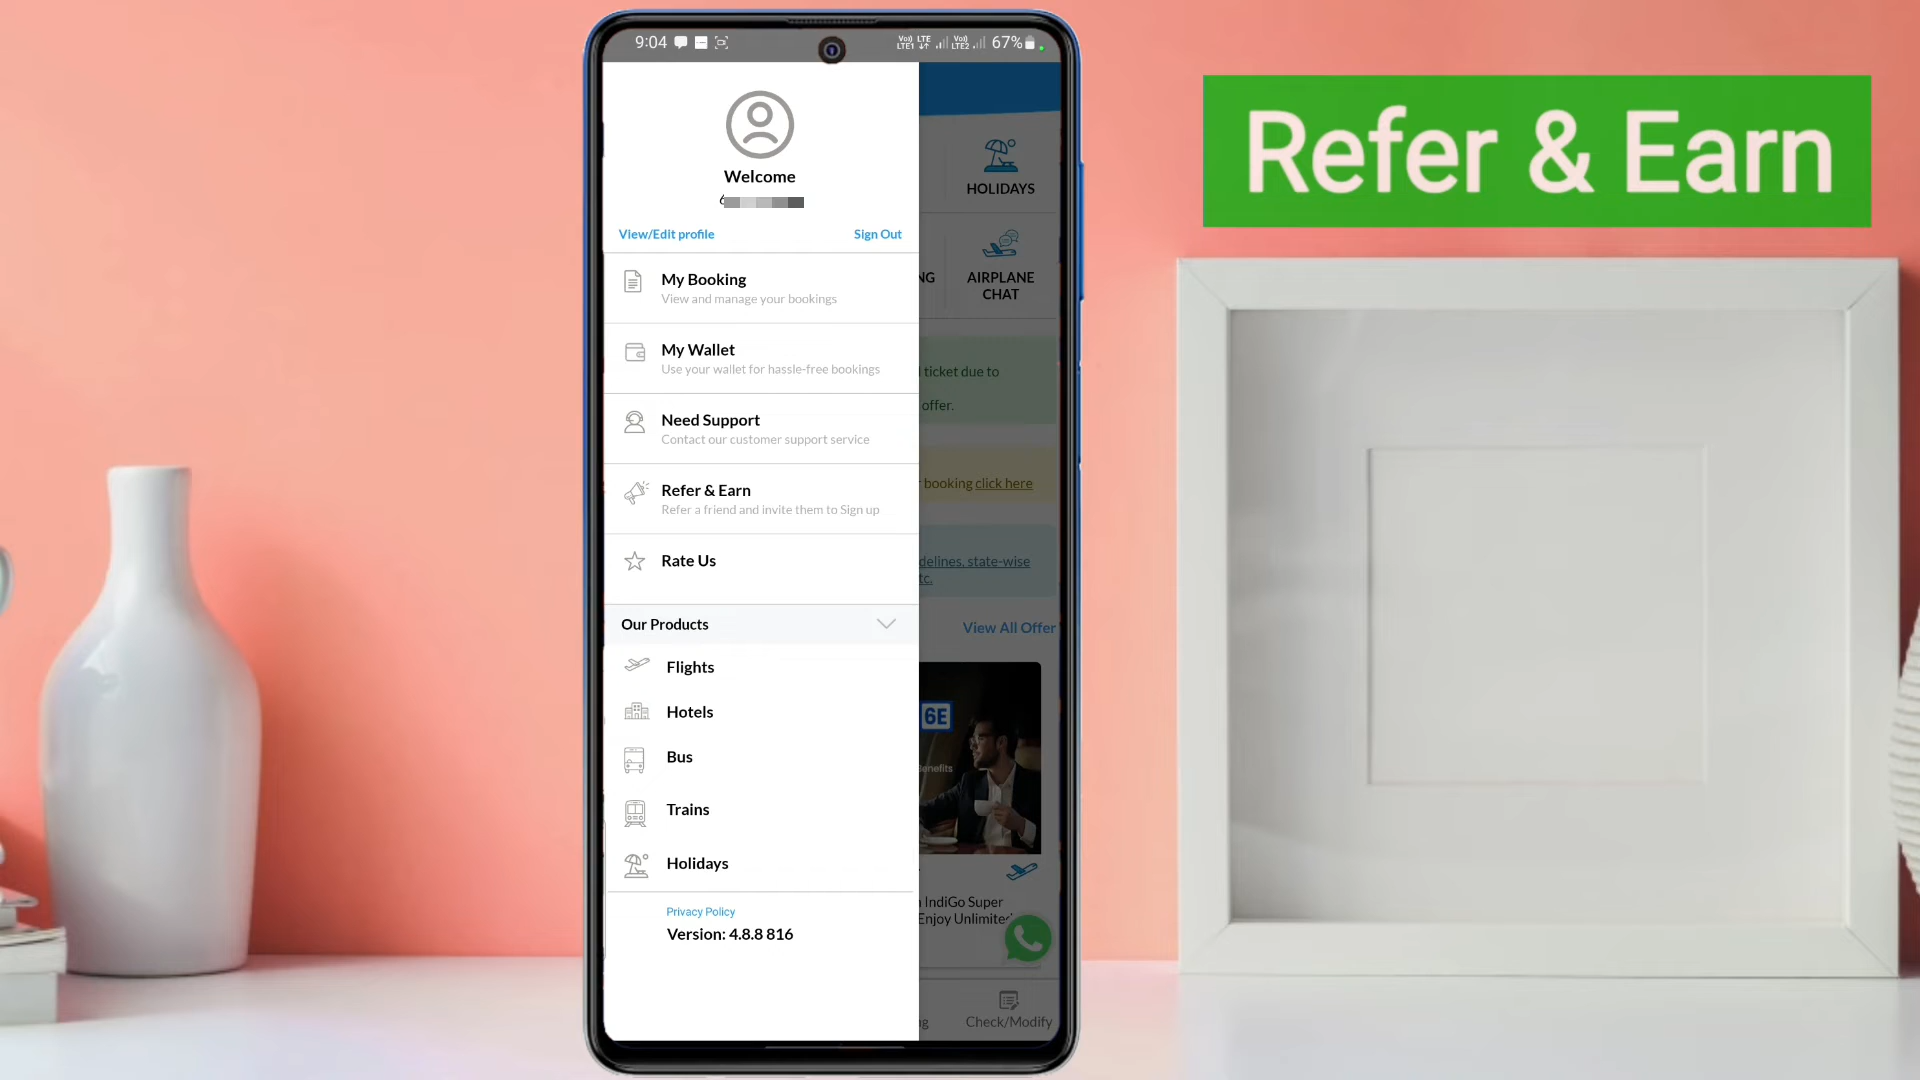 9:04
67%
Refer & Earn
Welcome
View/Edit profile
Sign Out
My Booking
View and manage your bookings
My Wallet
Use your wallet for hassle-free bookings
Need Support
Contact our customer support service
Refer & Earn
Refer a friend and invite them to Sign up
Rate Us
Our Products
Flights
Hotels
Bus
Trains
Holidays
Privacy Policy
Version: 4.8.8 816
HOLIDAYS
AIRPLANE
CHAT
ticket due to
offer.
booking click here
state-wise
View All Offer
6E
IndiGo Super
Enjoy
Check/Modify